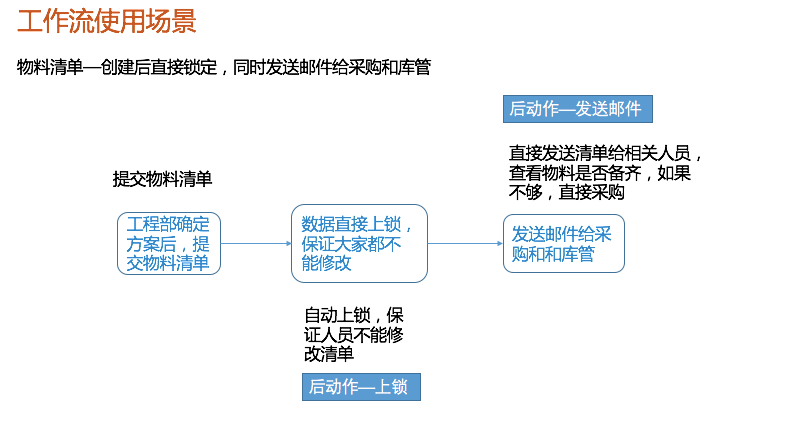 工作流使用场景
物料清单—创建后直接锁定，同时发送邮件给采购和库管
后动作—发送邮件
直接发送清单给相关人员，
查看物料是否备齐，如果
不够，直接采购
提交物料清单
工程部确定
方案后，提
交物料清单
数据直接上锁，
保证大家都不
能修改
发送邮件给采
购和和库管
自动上锁，保
证人员不能修
改清单
后动作—上锁